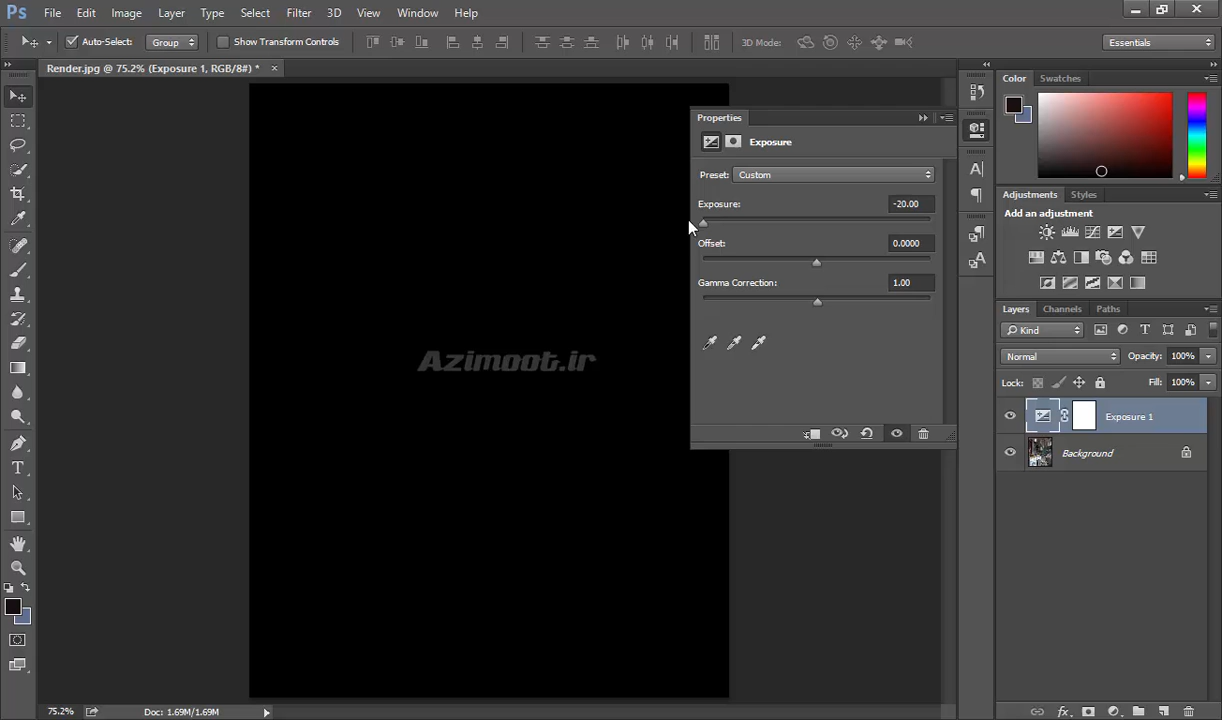 Ps File Edit Image Layer Type Select Filter 3D View Window Help
Auto-Select: Group Show Transform Controls 3D Mode: Essentials
Render.jpg @ 75.2% (Exposure 1, RGB/8#) * ×
Properties
Exposure
Preset: Custom
Exposure: -20.00
Offset: 0.0000
Gamma Correction: 1.00
Azimoot.ir
Color Swatches
Adjustments Styles
Add an adjustment
Layers Channels Paths
Kind
Normal Opacity: 100%
Lock: Fill: 100%
Exposure 1
Background
75.2% Doc: 1.69M/1.69M